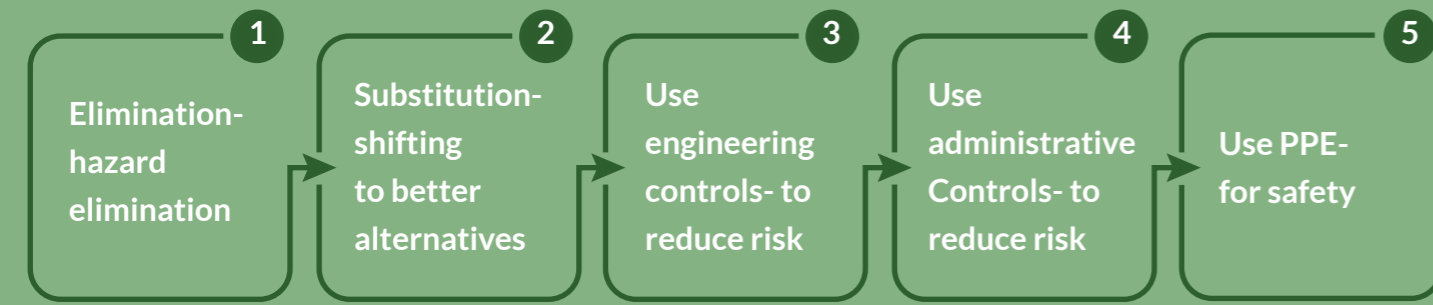 1
Elimination-
hazard
elimination
2
Substitution-
shifting
to better
alternatives
3
Use
engineering
controls- to
reduce risk
4
Use
administrative
Controls- to
reduce risk
5
Use PPE-
for safety